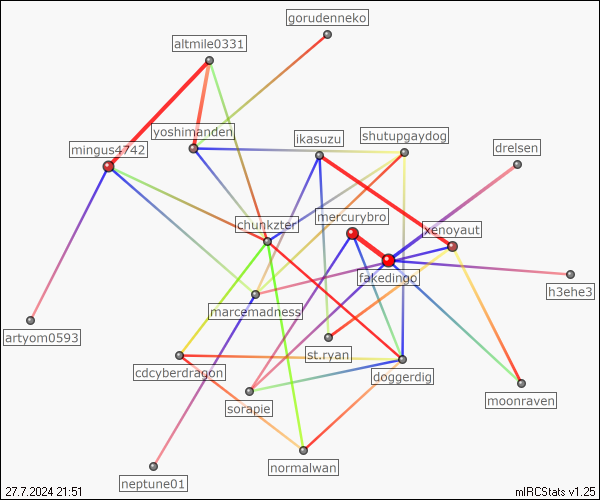 gorudenneko
altmile0331
yoshimanden
ikasuzu
shutupgaydog
mingus4742
drelsen
mercurybro
chunkzter
xenoyaut
fakedingo
h3ehe3
marcemadness
artyom0593
st.ryan
cdcyberdragon
doggerdig
sorapie
moonraven
normalwan
neptune01
27.7.2024 21:51
mIRCStats v1.25